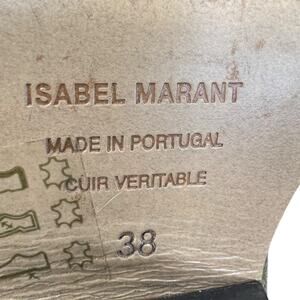 ISABEL MARANT
MADE IN PORTUGAL
CUIR VERITABLE
38